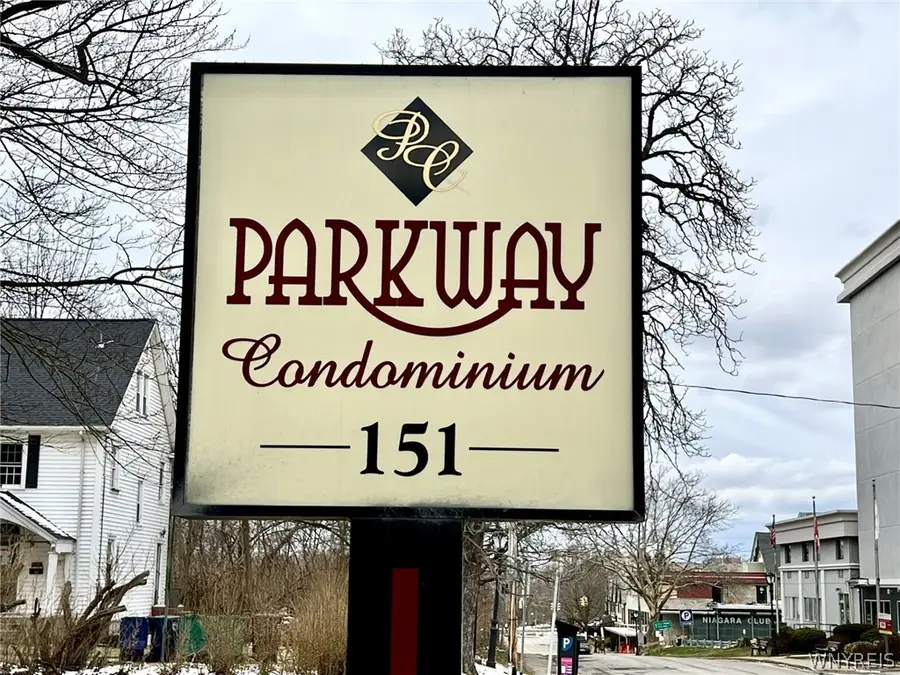 PC
PARKWAY
Condominium
151
P
NIAGARA CLUB
P
WNYREIS